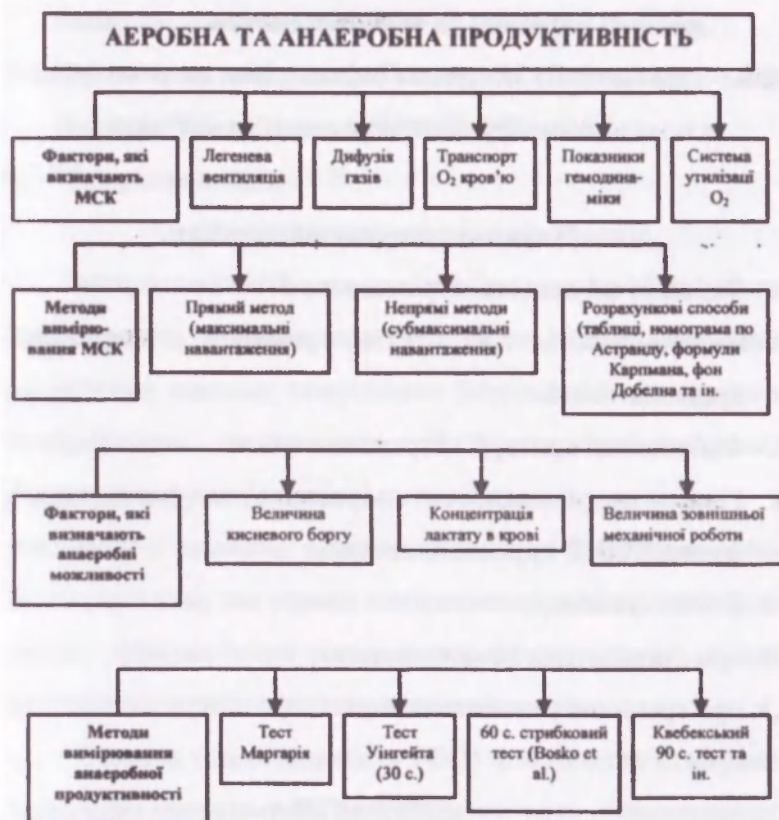 АЕРОБНА ТА АНАЕРОБНА ПРОДУКТИВНІСТЬ
Фактори, які
визначають
МСК
Легенева
вентиляція
Дифузія
газів
Транспорт
О₂ кров’ю
Показники
гемодина-
міки
Система
утилізації
О₂
Методи
вимірю-
вання МСК
Прямий метод
(максимальні
навантаження)
Непрямі методи
(субмаксимальні
навантаження)
Розрахункові способи
(таблиці, номограма по
Астранду, формули
Карпмана, фон
Добелна та ін.
Фактори, які
визначають
анаеробні
можливості
Величина
кисневого боргу
Концентрація
лактату в крові
Величина зовнішньої
механічної роботи
Методи
вимірювання
анаеробної
продуктивності
Тест
Маргарія
Тест
Уінгейта
(30 с.)
60 с. стрибковий
тест (Bosko et
al.)
Квебекський
90 с. тест та
ін.